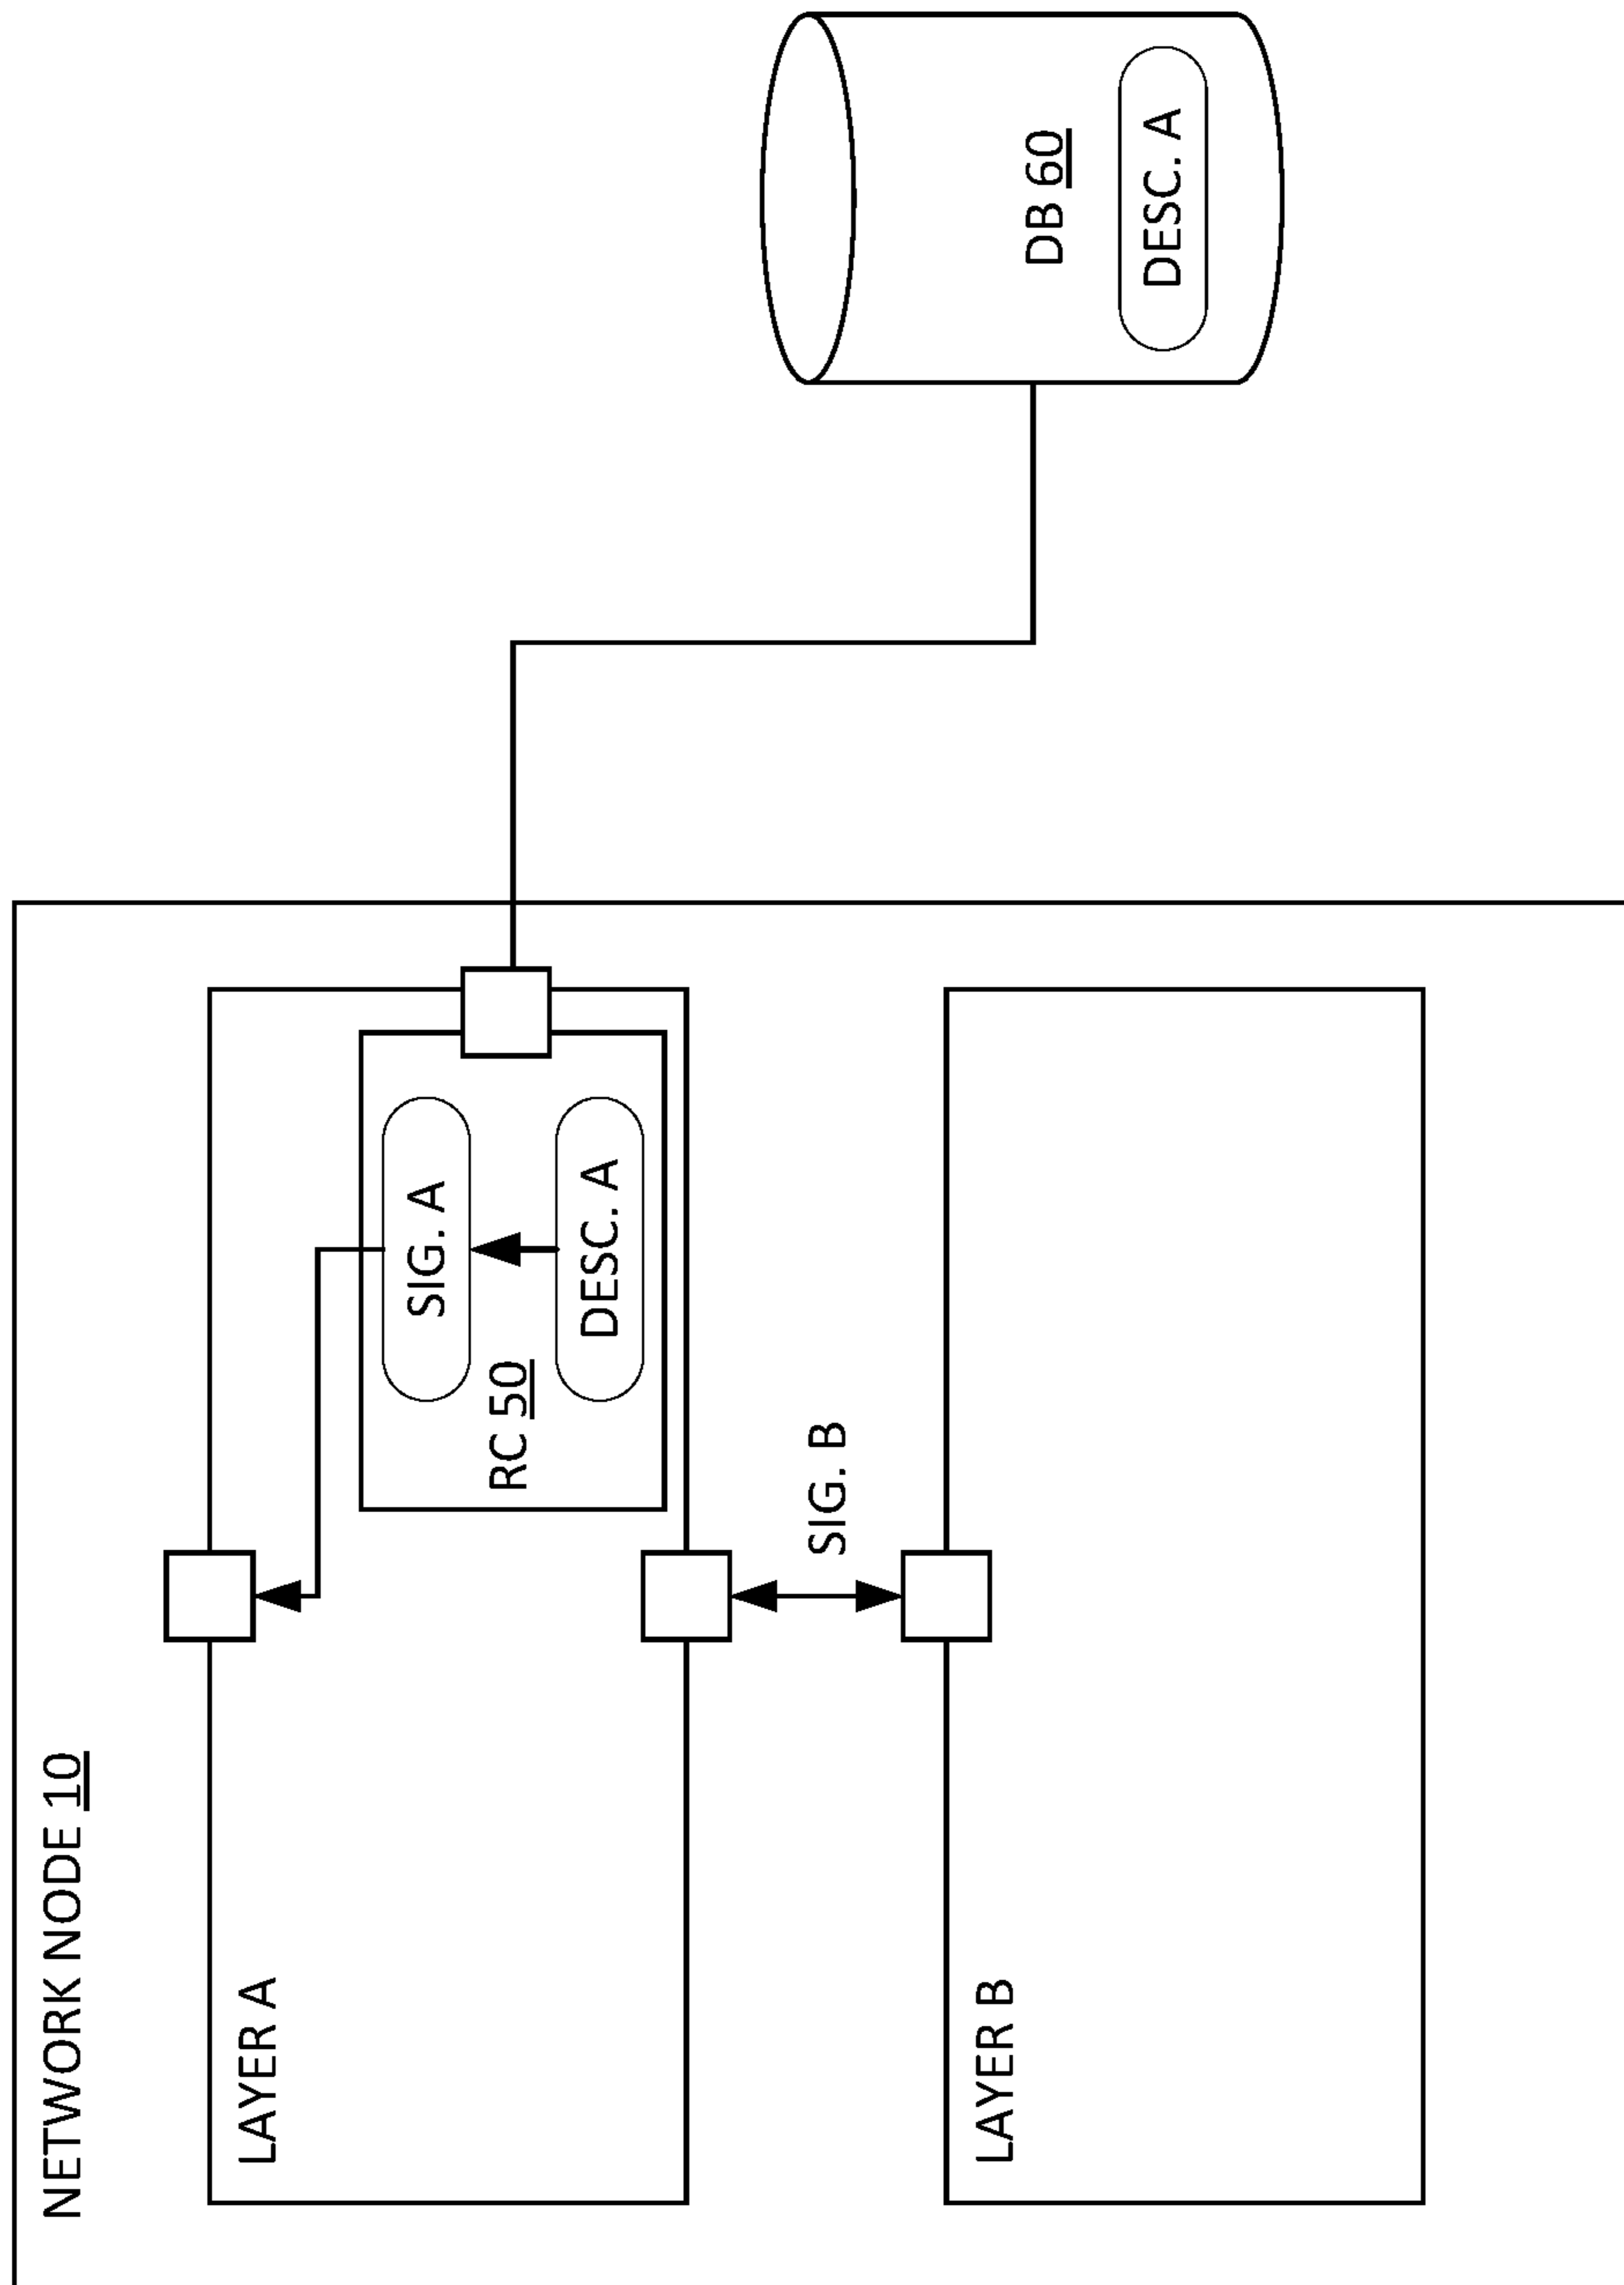 NETWORK NODE 10
LAYER A
SIG. A
RC 50
DESC. A
SIG. B
LAYER B
DB 60
DESC. A